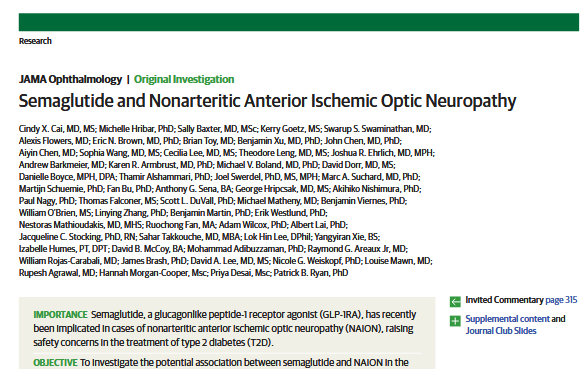 Research
JAMA Ophthalmology | Original Investigation
Semaglutide and Nonarteritic Anterior Ischemic Optic Neuropathy
Cindy X. Cai, MD, MS; Michelle Hribar, PhD; Sally Baxter, MD, MSc; Kerry Goetz, MS; Swarup S. Swaminathan, MD;
Alexis Flowers, MD; Eric N. Brown, MD, PhD; Brian Toy, MD; Benjamin Xu, MD, PhD; John Chen, MD, PhD;
Aiyin Chen, MD; Sophia Wang, MD, MS; Cecilia Lee, MD, MS; Theodore Leng, MD, MS; Joshua R. Ehrlich, MD, MPH;
Andrew Barkmeier, MD; Karen R. Armbrust, MD, PhD; Michael V. Boland, MD, PhD; David Dorr, MD, MS;
Danielle Boyce, MPH, DPA; Thamir Alshammari, PhD; Joel Swerdel, PhD, MS, MPH; Marc A. Suchard, MD, PhD;
Martijn Schuemie, PhD; Fan Bu, PhD; Anthony G. Sena, BA; George Hripcsak, MD, MS; Akihiko Nishimura, PhD;
Paul Nagy, PhD; Thomas Falconer, MS; Scott L. DuVall, PhD; Michael Matheny, MD; Benjamin Viernes, PhD;
William O'Brien, MS; Linying Zhang, PhD; Benjamin Martin, PhD; Erik Westlund, PhD;
Nestoras Mathioudakis, MD, MHS; Ruochong Fan, MA; Adam Wilcox, PhD; Albert Lai, PhD;
Jacqueline C. Stocking, PhD, RN; Sahar Takkouche, MD, MBA; Lok Hin Lee, DPhil; Yangyiran Xie, BS;
Izabelle Humes, PT, DPT; David B. McCoy, BA; Mohammad Adibuzzaman, PhD; Raymond G. Areaux Jr, MD;
William Rojas-Carabali, MD; James Brash, PhD; David A. Lee, MD, MS; Nicole G. Weiskopf, PhD; Louise Mawn, MD;
Rupesh Agrawal, MD; Hannah Morgan-Cooper, Msc; Priya Desai, Msc; Patrick B. Ryan, PhD
IMPORTANCE Semaglutide, a glucagonlike peptide-1 receptor agonist (GLP-1RA), has recently
been implicated in cases of nonarteritic anterior ischemic optic neuropathy (NAION), raising
safety concerns in the treatment of type 2 diabetes (T2D).
OBJECTIVE To investigate the potential association between semaglutide and NAION in the
Invited Commentary page 315
Supplemental content and
Journal Club Slides